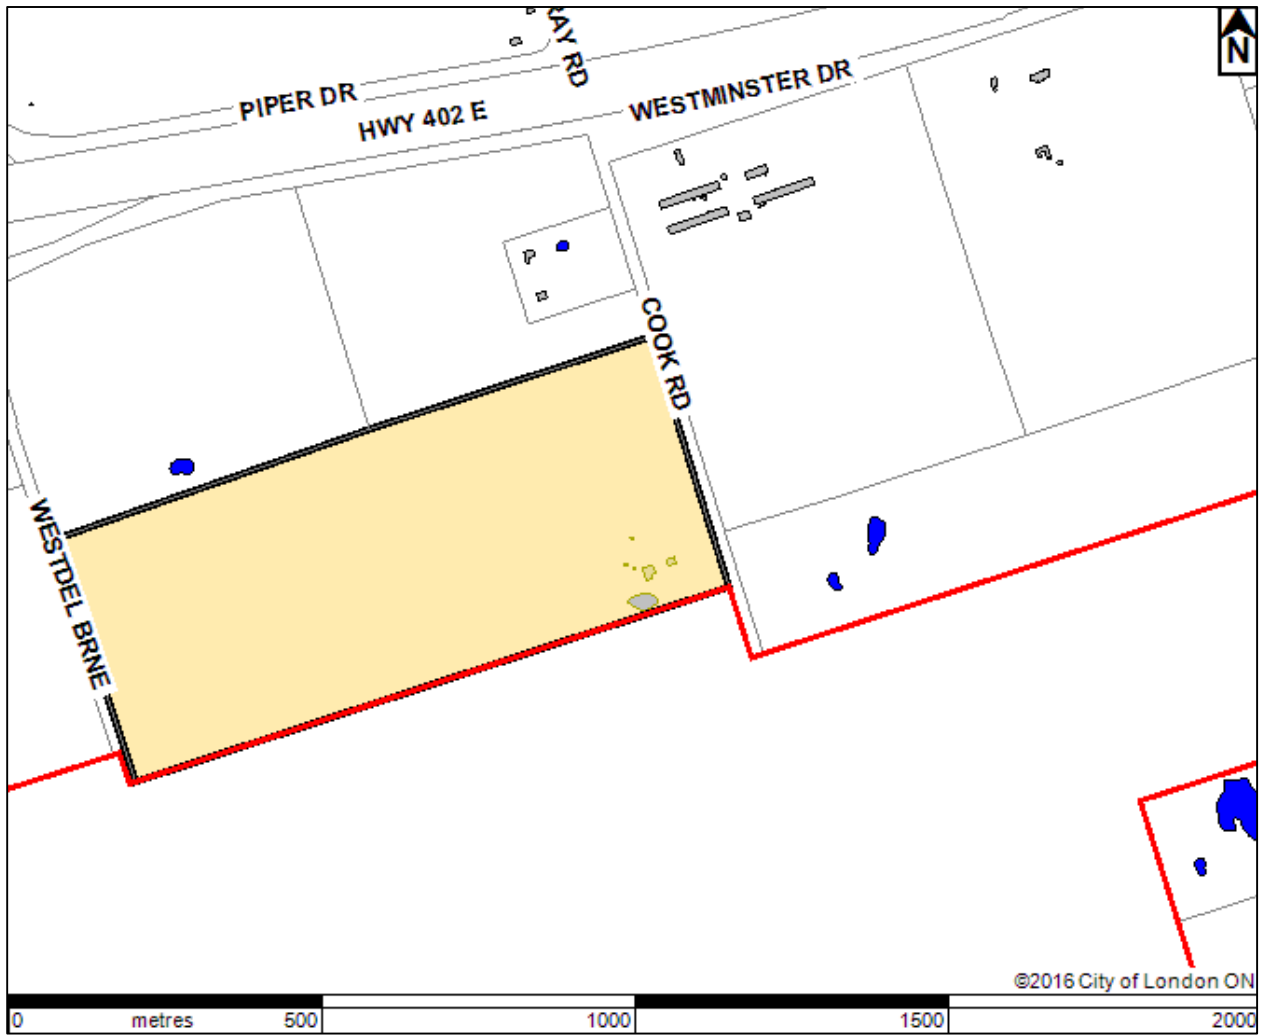 RAY RD
N
PIPER DR
WESTMINSTER DR
HWY 402 E
COOK RD
WESTDEL BRNE
©2016 City of London ON
0 metres 500 1000 1500 2000